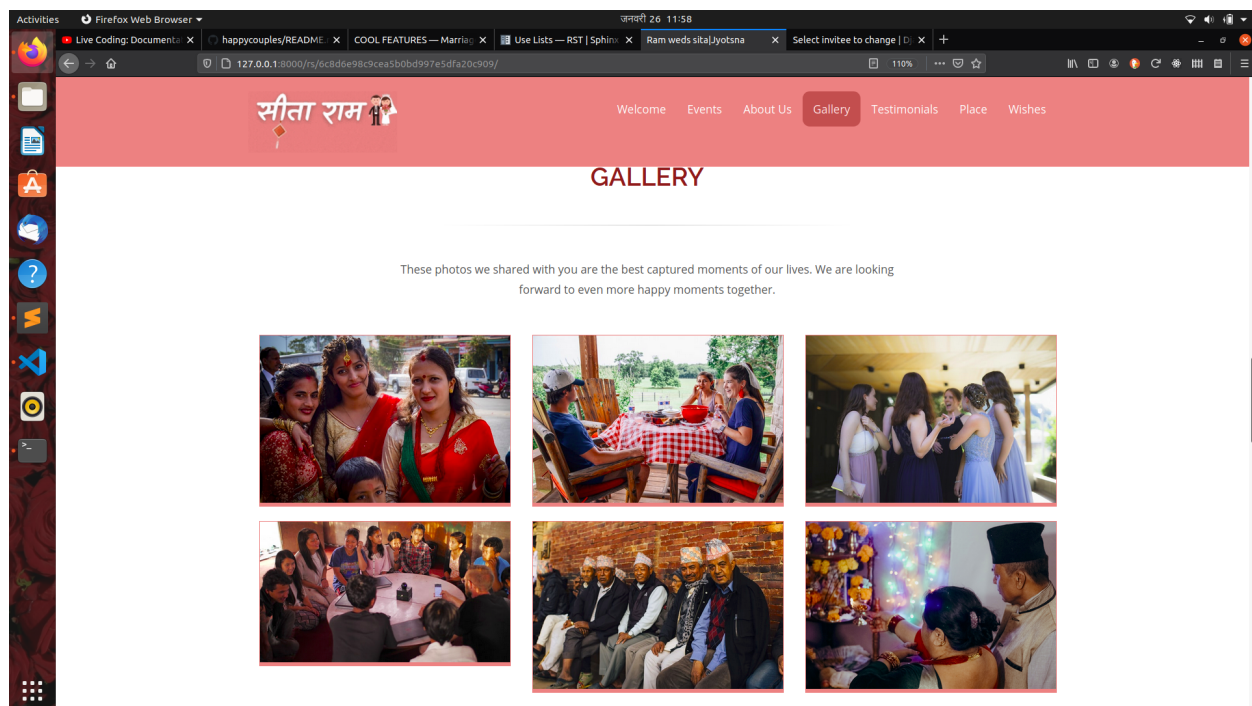 Activities Firefox Web Browser जनवरी 26 11:58
Live Coding: Documenta happycouples/README. COOL FEATURES — Marriag Use Lists — RST | Sphinx Ram weds sita|Jyotsna Select invitee to change | Dj
127.0.0.1:8000/rs/6c8d6e98c9cea5b0bd997e5dfa20c909/ 110%
सीता राम Welcome Events About Us Gallery Testimonials Place Wishes
GALLERY
These photos we shared with you are the best captured moments of our lives. We are looking
forward to even more happy moments together.